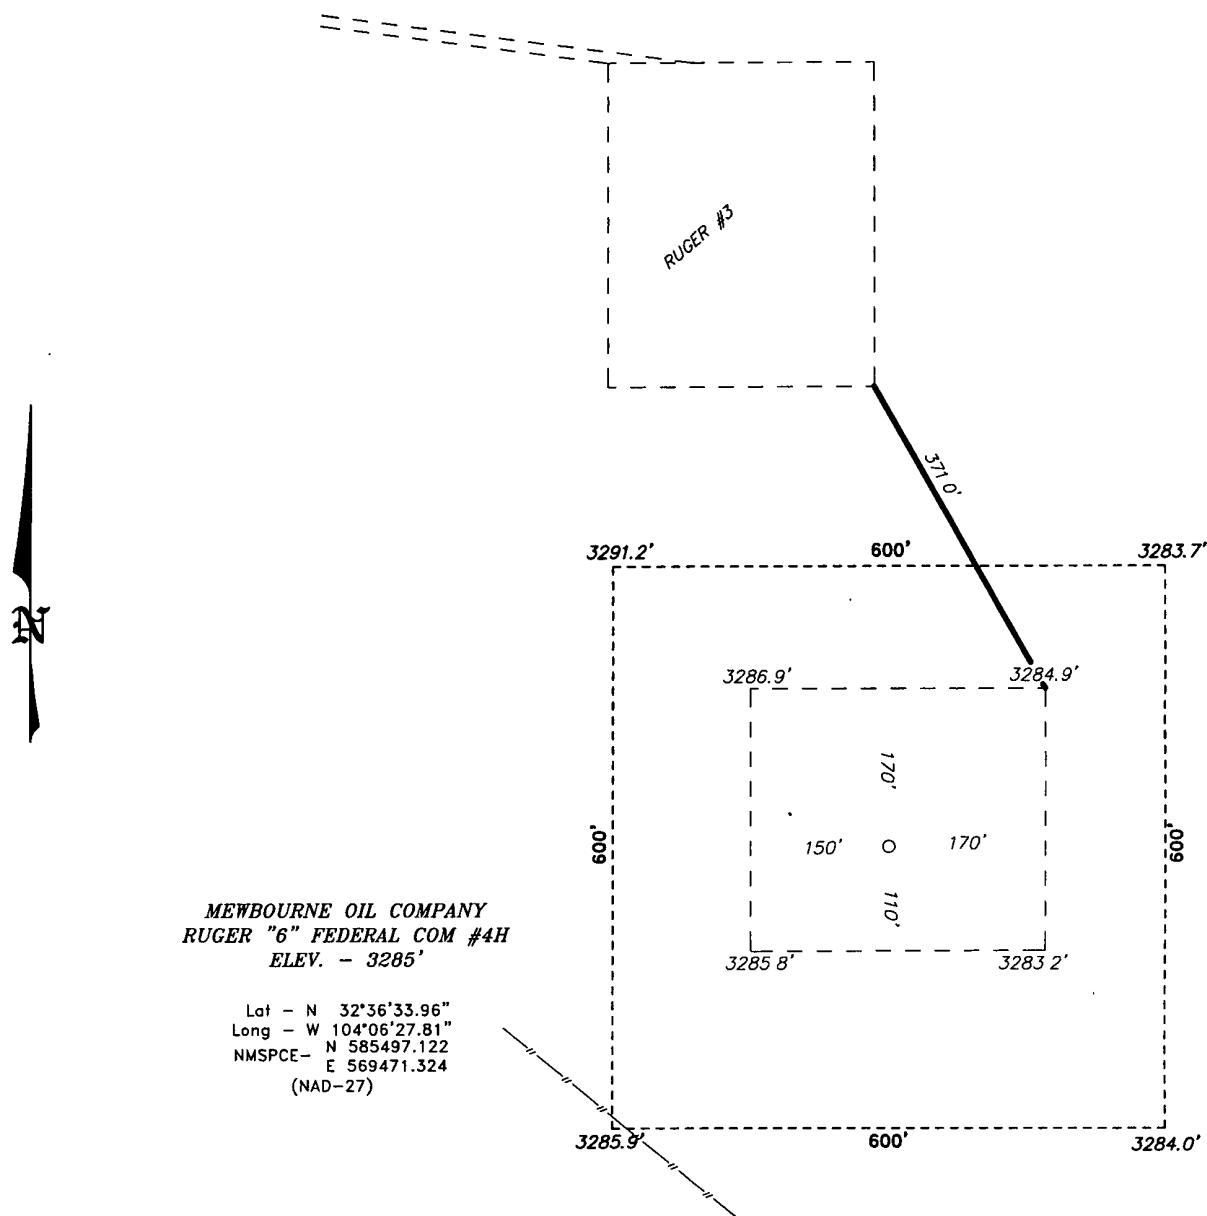 RUGER #3
371 0'
3291.2' 600' 3283.7'
3286.9' 3284.9'
170'
600' 150' 170' 600'
110'
3285 8' 3283 2'
MEWBOURNE OIL COMPANY
RUGER "6" FEDERAL COM #4H
ELEV. - 3285'
Lat - N 32°36'33.96"
Long - W 104°06'27.81"
NMSPCE- N 585497.122
E 569471.324
(NAD-27)
3285.9' 600' 3284.0'
N